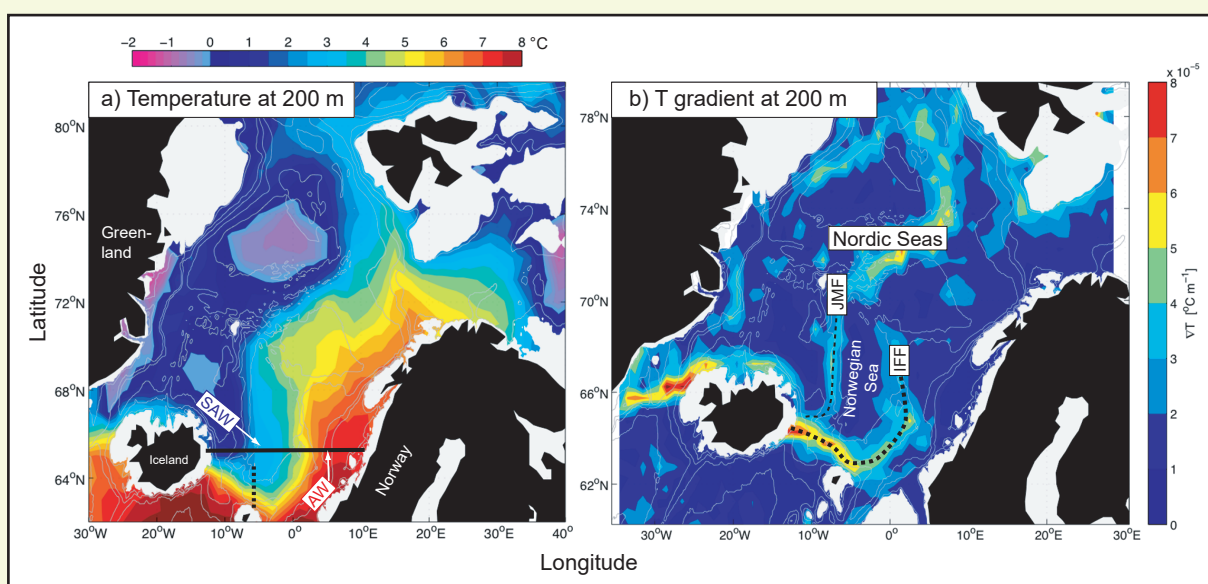 −2 −1 0 1 2 3 4 5 6 7 8 °C
a) Temperature at 200 m
b) T gradient at 200 m
x 10⁻⁵
Latitude
80°N
76°N
72°N
68°N
64°N
Green-
land
SAW
Iceland
AW
Norway
30°W 20°W 10°W 0°C 10°E 20°E 30°E 40°
78°N
74°N
70°N
66°N
62°N
Nordic Seas
JMF
IFF
Norwegian
Sea
30°W 20°W 10°W 0° 10°E 20°E 30°E
8
7
6
5
4
3
2
1
0
∇T [°C m⁻¹]
Longitude